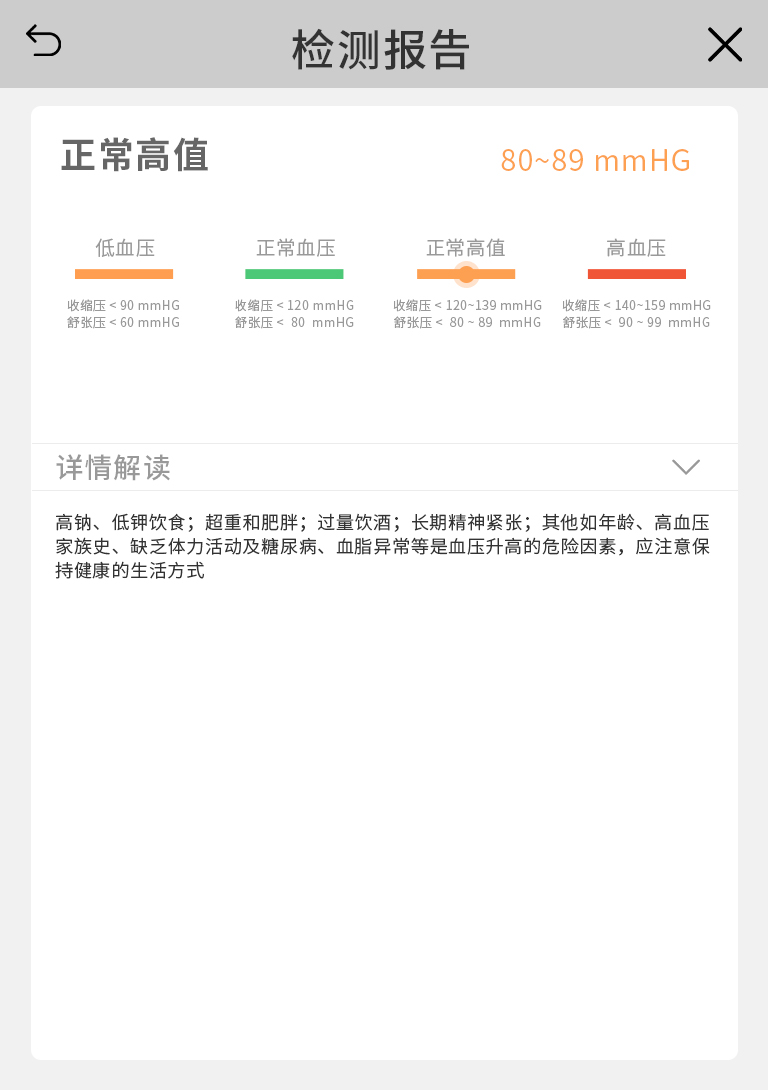 检测报告
正常高值
80~89 mmHG
低血压
正常血压
正常高值
高血压
收缩压 < 90 mmHG
舒张压 < 60 mmHG
收缩压 < 120 mmHG
舒张压 < 80 mmHG
收缩压 < 120~139 mmHG
舒张压 < 80 ~ 89 mmHG
收缩压 < 140~159 mmHG
舒张压 < 90 ~ 99 mmHG
详情解读
高钠、低钾饮食；超重和肥胖；过量饮酒；长期精神紧张；其他如年龄、高血压
家族史、缺乏体力活动及糖尿病、血脂异常等是血压升高的危险因素，应注意保
持健康的生活方式